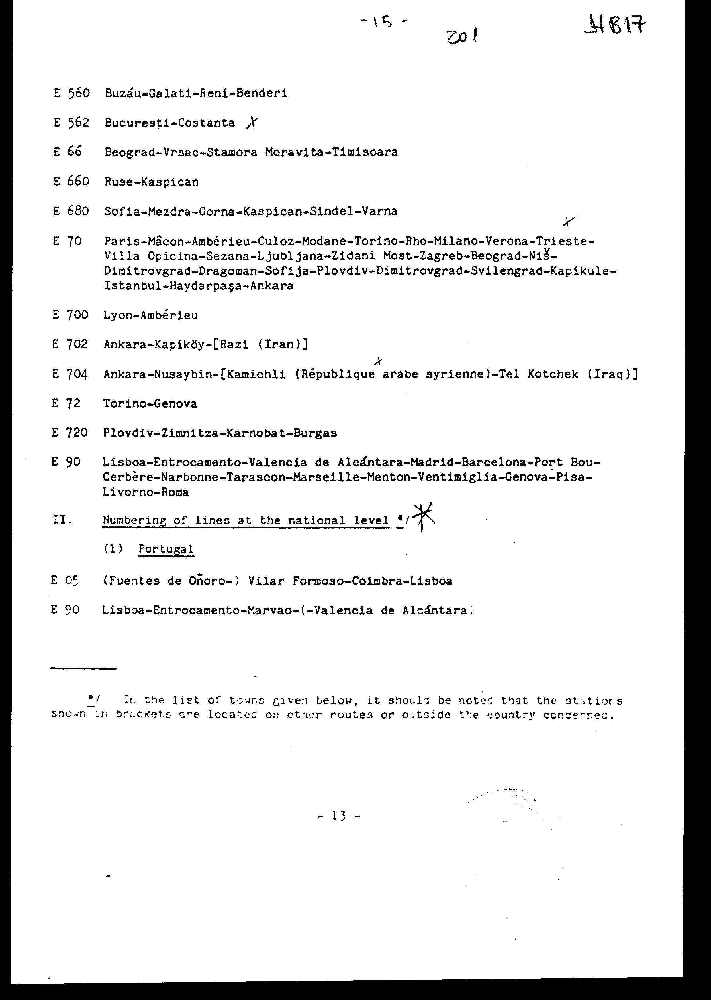 - 15 -
201
HB17
E 560 Buzáu-Galati-Reni-Benderi
E 562 Bucureşti-Costanta X
E 66 Beograd-Vrsac-Stamora Moravita-Timisoara
E 660 Ruse-Kaspican
E 680 Sofia-Mezdra-Gorna-Kaspican-Sindel-Varna
X
E 70 Paris-Mâcon-Ambérieu-Culoz-Modane-Torino-Rho-Milano-Verona-Trieste-
Villa Opicina-Sezana-Ljubljana-Zidani Most-Zagreb-Beograd-Niš-
Dimitrovgrad-Dragoman-Sofija-Plovdiv-Dimitrovgrad-Svilengrad-Kapikule-
Istanbul-Haydarpaşa-Ankara
E 700 Lyon-Ambérieu
E 702 Ankara-Kapiköy-[Razi (Iran)]
X
E 704 Ankara-Nusaybin-[Kamichli (République arabe syrienne)-Tel Kotchek (Iraq)]
E 72 Torino-Genova
E 720 Plovdiv-Zimnitza-Karnobat-Burgas
E 90 Lisboa-Entrocamento-Valencia de Alcántara-Madrid-Barcelona-Port Bou-
Cerbère-Narbonne-Tarascon-Marseille-Menton-Ventimiglia-Genova-Pisa-
Livorno-Roma
II. Numbering of lines at the national level */ *
(1) Portugal
E 05 (Fuentes de Oñoro-) Vilar Formoso-Coimbra-Lisboa
E 90 Lisboa-Entrocamento-Marvao-(-Valencia de Alcántara)
*/ In the list of towns given below, it should be noted that the stations
shown in brackets are located on other routes or outside the country concerned.
- 13 -